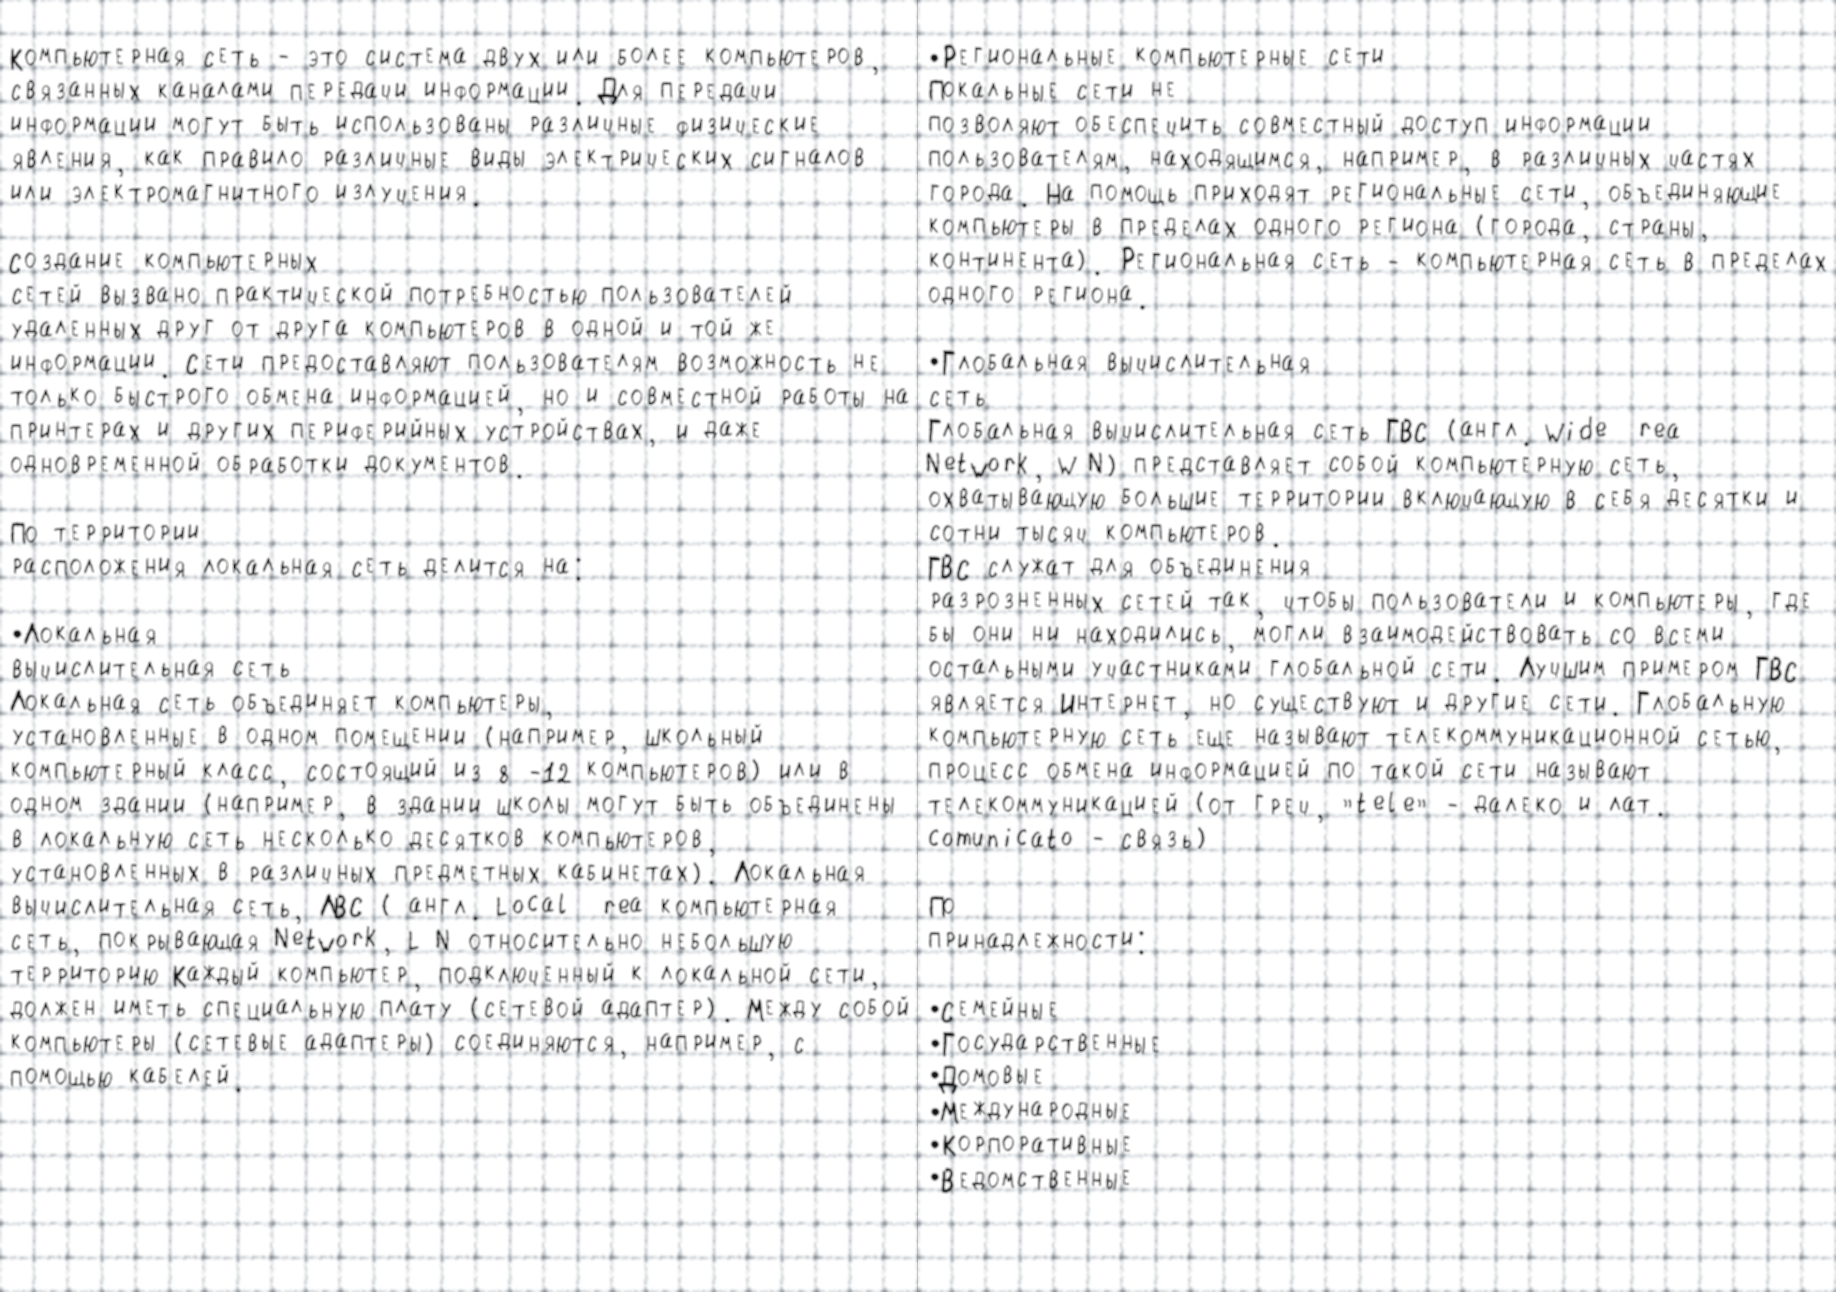 Компьютерная сеть - это система двух или более компьютеров,
связанных каналами передачи информации. Для передачи
информации могут быть использованы различные физические
явления, как правило различные виды электрических сигналов
или электромагнитного излучения.
Создание компьютерных
сетей вызвано практической потребностью пользователей
удаленных друг от друга компьютеров в одной и той же
информации. Сети предоставляют пользователям возможность не
только быстрого обмена информацией, но и совместной работы на
принтерах и других периферийных устройствах, и даже
одновременной обработки документов.
По территории
расположения локальная сеть делится на:
•Локальная
вычислительная сеть
Локальная сеть объединяет компьютеры,
установленные в одном помещении (например, школьный
компьютерный класс, состоящий из 8 -12 компьютеров) или в
одном здании (например, в здании школы могут быть объединены
в локальную сеть несколько десятков компьютеров,
установленных в различных предметных кабинетах). Локальная
вычислительная сеть, ЛВС ( англ. Local rea компьютерная
сеть, покрывающая Network, L N относительно небольшую
территорию Каждый компьютер, подключенный к локальной сети,
должен иметь специальную плату (сетевой адаптер). Между собой
компьютеры (сетевые адаптеры) соединяются, например, с
помощью кабелей.
•Региональные компьютерные сети
Покальные сети не
позволяют обеспечить совместный доступ информации
пользователям, находящимся, например, в различных частях
города. На помощь приходят региональные сети, объединяющие
компьютеры в пределах одного региона (города, страны,
континента). Региональная сеть - компьютерная сеть в пределах
одного региона.
•Глобальная вычислительная
сеть
Глобальная вычислительная сеть ГВС (англ. Wide rea
Network, W N) представляет собой компьютерную сеть,
охватывающую большие территории включающую в себя десятки и
сотни тысяч компьютеров.
ГВС служат для объединения
разрозненных сетей так, чтобы пользователи и компьютеры, где
бы они ни находились, могли взаимодействовать со всеми
остальными участниками глобальной сети. Лучшим примером ГВС
является Интернет, но существуют и другие сети. Глобальную
компьютерную сеть еще называют телекоммуникационной сетью,
процесс обмена информацией по такой сети называют
телекоммуникацией (от греч, "tele" - далеко и лат.
comunicato - связь)
По
принадлежности:
•Семейные
•Государственные
•Домовые
•Международные
•Корпоративные
•Ведомственные